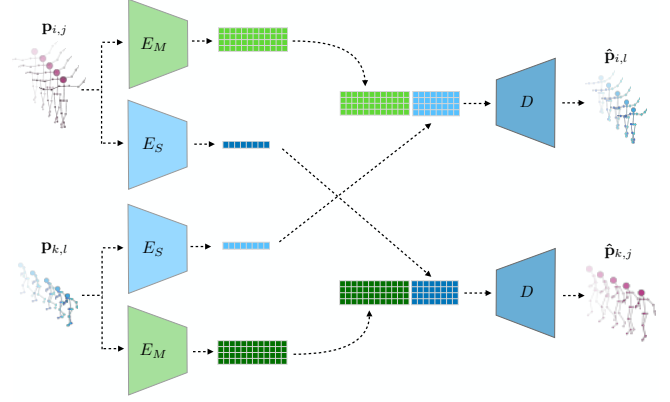 p_{i,j}
E_M
E_S
D
p̂_{i,l}
p_{k,l}
E_S
E_M
D
p̂_{k,j}